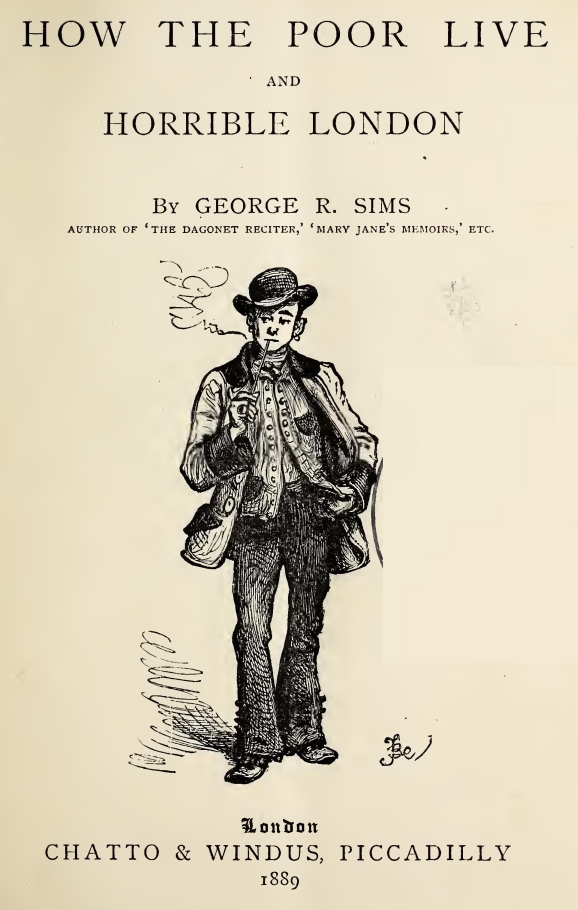 HOW THE POOR LIVE
AND
HORRIBLE LONDON
By GEORGE R. SIMS
AUTHOR OF ‘THE DAGONET RECITER,’ ‘MARY JANE’S MEMOIRS,’ ETC.
London
CHATTO & WINDUS, PICCADILLY
1889